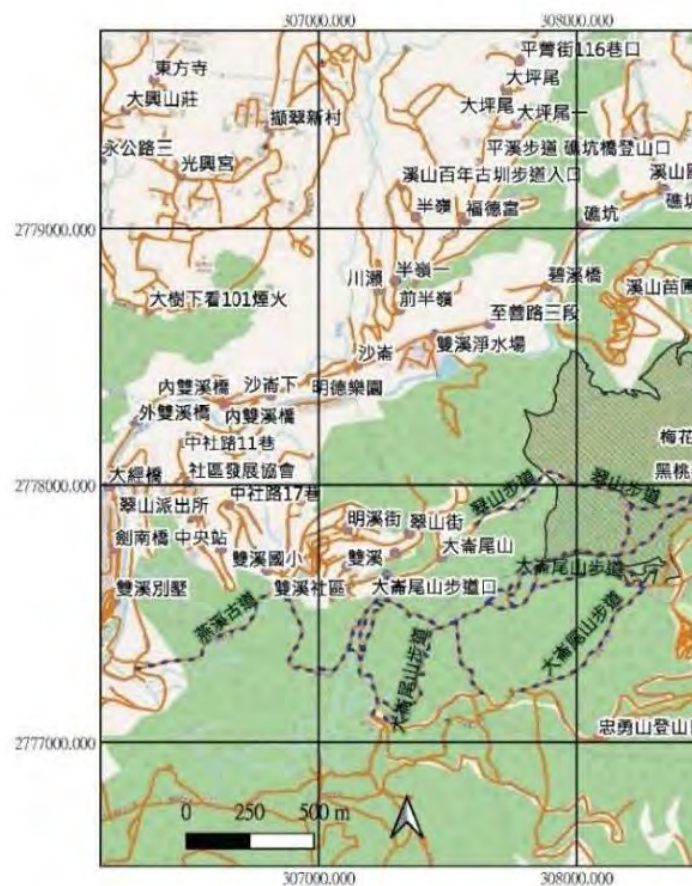 307000.000
308000.000
平菁街116巷口
東方寺
大坪尾
大興山莊
大坪尾
大坪尾一
擷翠新村
永公路三
平溪步道
礁坑橋登山口
光興宮
溪山百年古圳步道入口
半嶺
福德宮
礁坑
2779000.000
川瀨
半嶺一
碧溪橋
溪山苗圃
大樹下看101煙火
前半嶺
至善路三段
雙溪淨水場
沙崙
內雙溪橋
沙崙下
明德樂園
外雙溪橋
內雙溪橋
中社路11巷
梅花
大經橋
社區發展協會
翠山步道
翠山步道
黑桃
2778000.000
翠山派出所
中社路17巷
明溪街
翠山街
劍南橋
中央站
雙溪國小
雙溪
大崙尾山
大崙尾山步道
雙溪別墅
雙溪社區
大崙尾山步道口
燕溪古道
大崙尾山步道
大崙尾山步道
忠勇山登山口
2777000.000
0 250 500 m
307000.000
308000.000